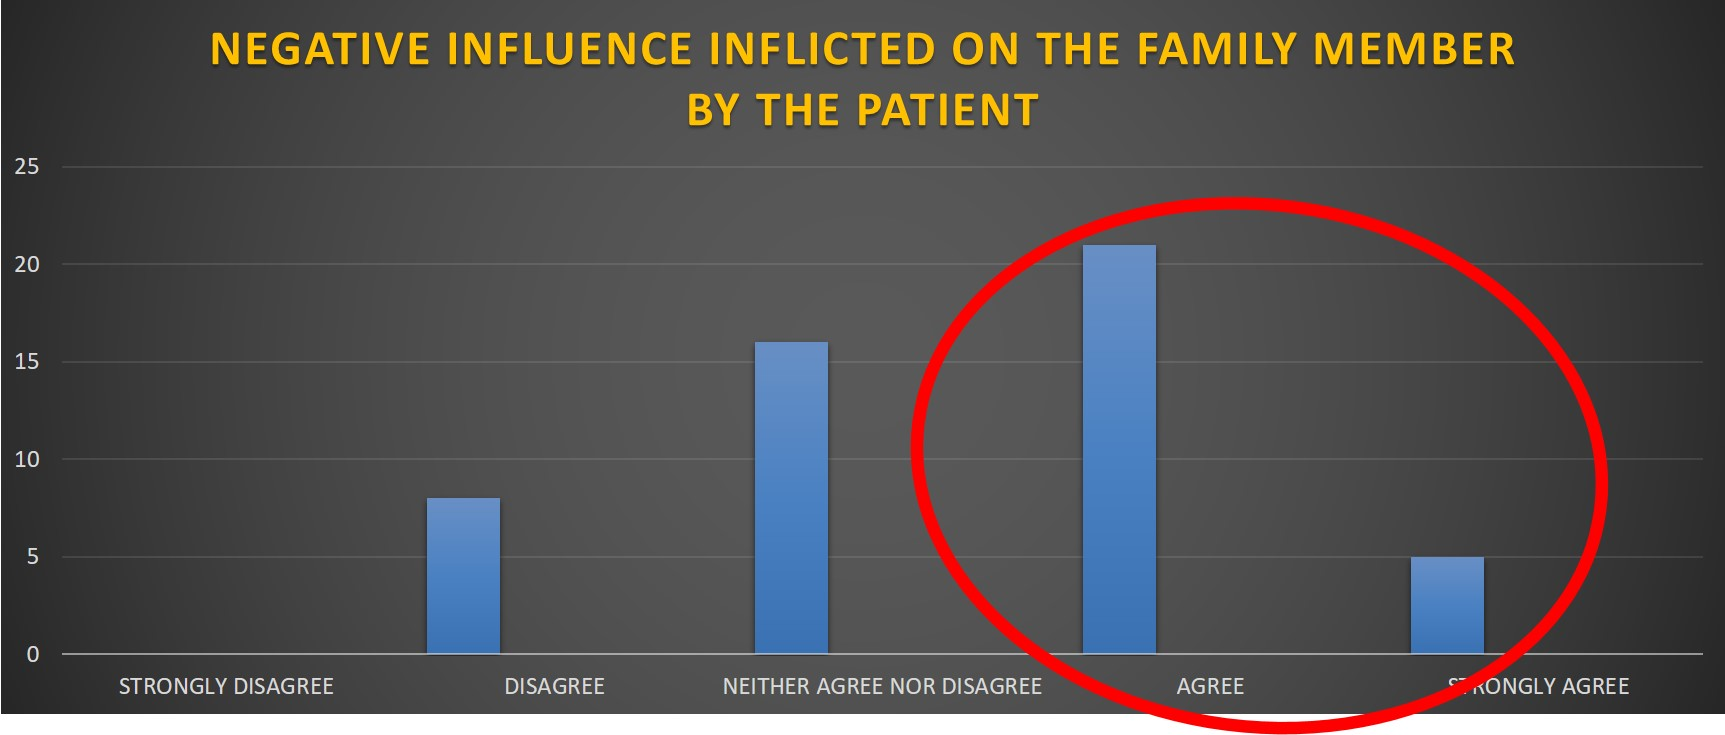 NEGATIVE INFLUENCE INFLICTED ON THE FAMILY MEMBER
BY THE PATIENT
25
20
15
10
5
0
STRONGLY DISAGREE
DISAGREE
NEITHER AGREE NOR DISAGREE
AGREE
STRONGLY AGREE